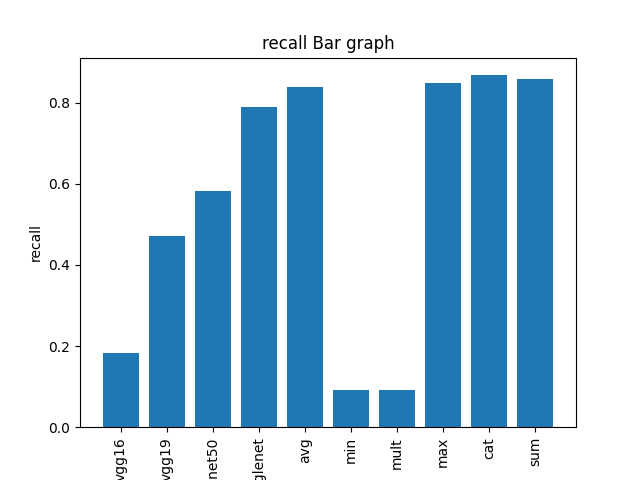 recall Bar graph
recall
0.8
0.6
0.4
0.2
0.0
vgg16
vgg19
net50
glenet
avg
min
mult
max
cat
sum